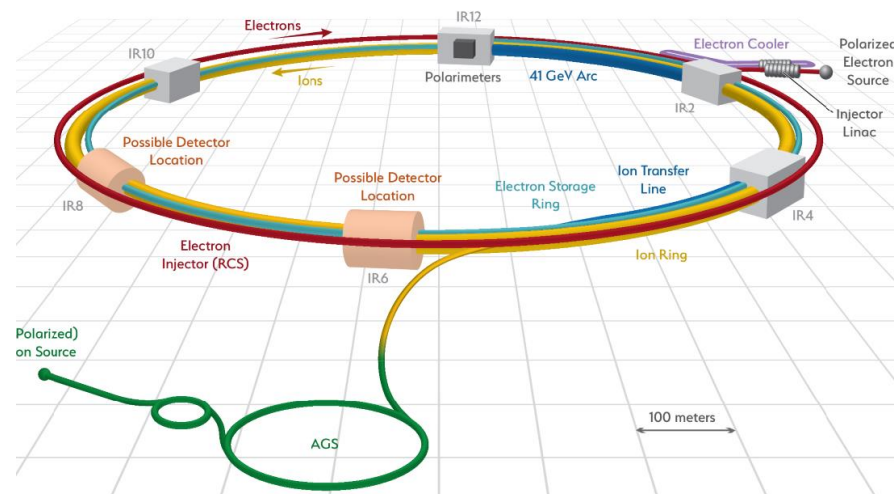 IR12
Electrons
IR10
Electron Cooler
Polarized
Electron
Source
Ions
Polarimeters
41 GeV Arc
IR2
Injector
Linac
Possible Detector
Location
Possible Detector
Location
Ion Transfer
Line
Electron Storage
Ring
IR8
IR4
Electron
Injector (RCS)
IR6
Ion Ring
Polarized)
on Source
100 meters
AGS